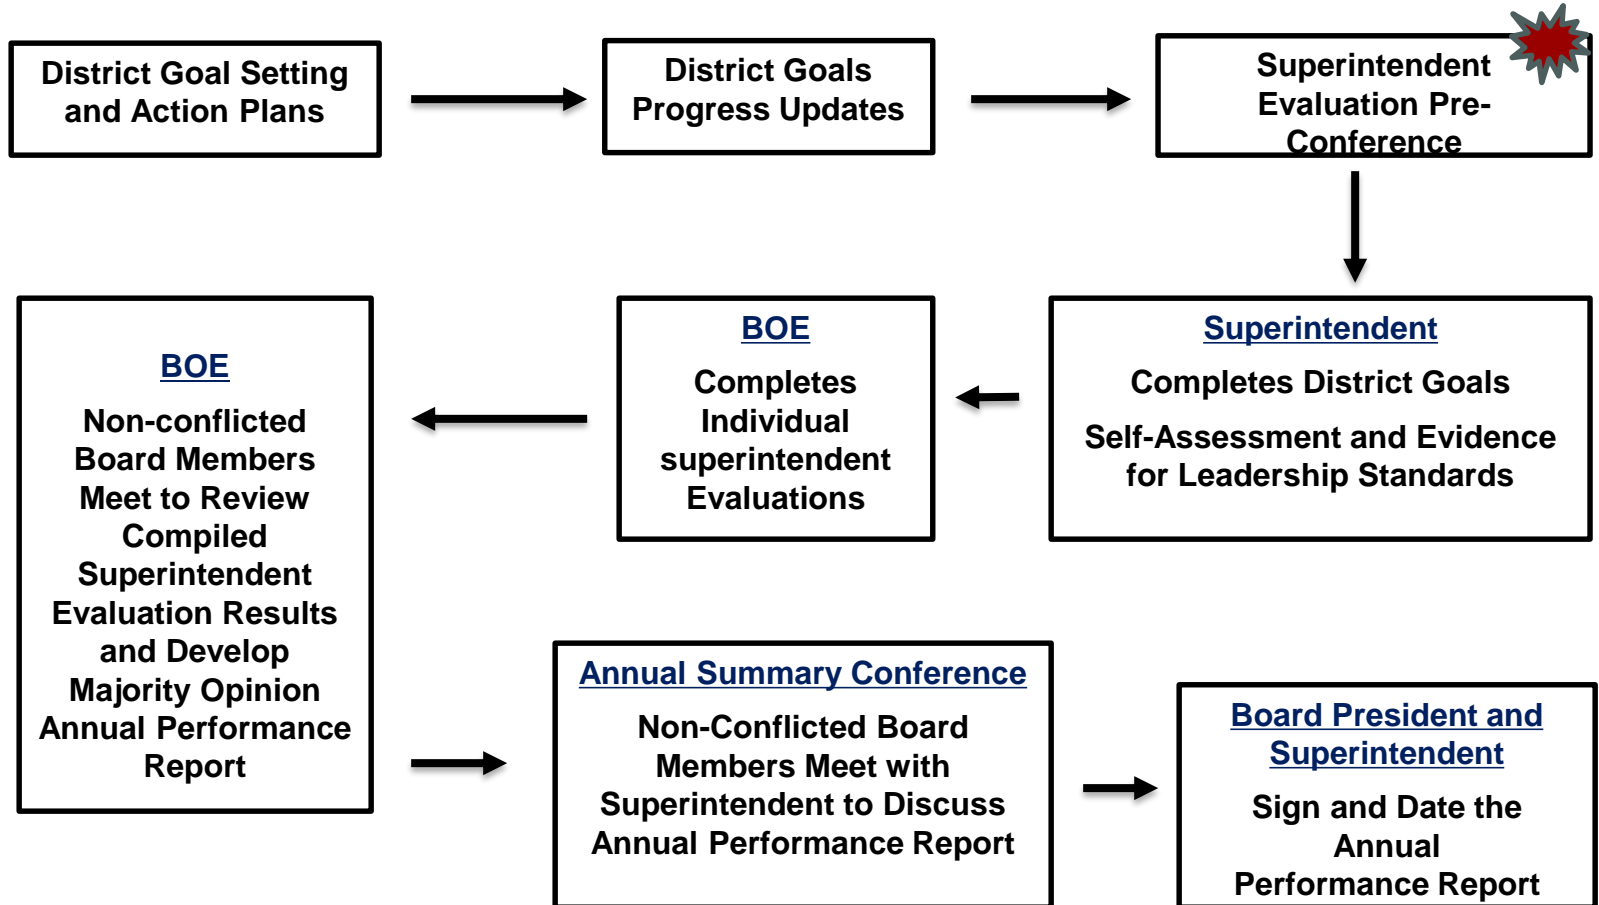 District Goal Setting
and Action Plans
District Goals
Progress Updates
Superintendent
Evaluation Pre-
Conference
Superintendent
Completes District Goals
Self-Assessment and Evidence
for Leadership Standards
BOE
Completes
Individual
superintendent
Evaluations
BOE
Non-conflicted
Board Members
Meet to Review
Compiled
Superintendent
Evaluation Results
and Develop
Majority Opinion
Annual Performance
Report
Annual Summary Conference
Non-Conflicted Board
Members Meet with
Superintendent to Discuss
Annual Performance Report
Board President and
Superintendent
Sign and Date the
Annual
Performance Report